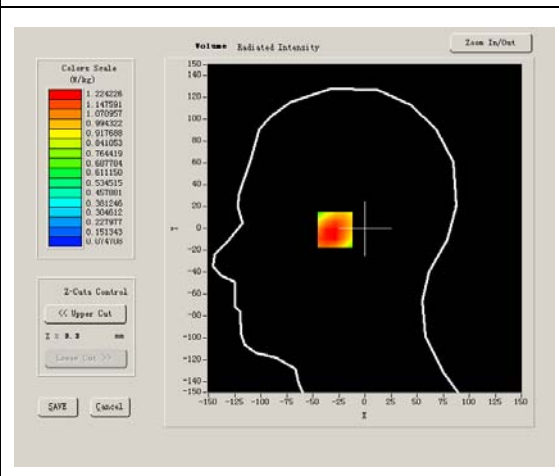 Volume Radiated Intensity
Zoom In/Out
Colors Scale
(W/kg)
1.224226
1.147591
1.070957
0.994322
0.917688
0.841053
0.764419
0.687784
0.611150
0.534515
0.457881
0.381246
0.304612
0.227977
0.151343
0.074708
Z-Cuts Control
<< Upper Cut
mm
Lower Cut >>
SAVE
Cancel
150
140
120
100
80
60
40
20
0
-20
-40
-60
-80
-100
-120
-140
-150
Y
-150 -125 -100 -75 -50 -25 0 25 50 75 100 125 150
X